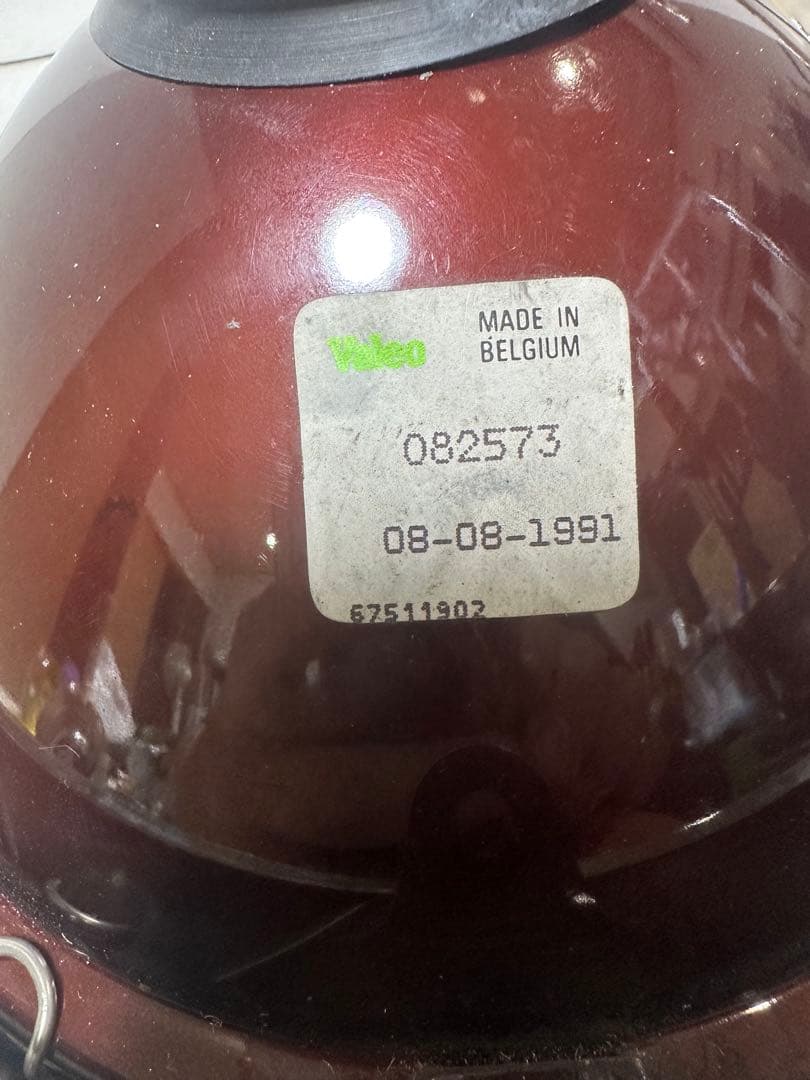 Valeo
MADE IN
BELGIUM
082573
08-08-1991
67511902